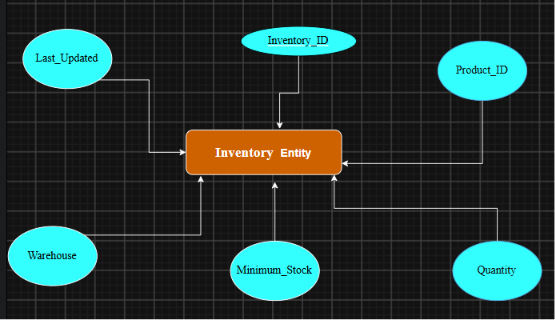 Inventory_ID
Last_Updated
Product_ID
Inventory Entity
Warehouse
Minimum_Stock
Quantity